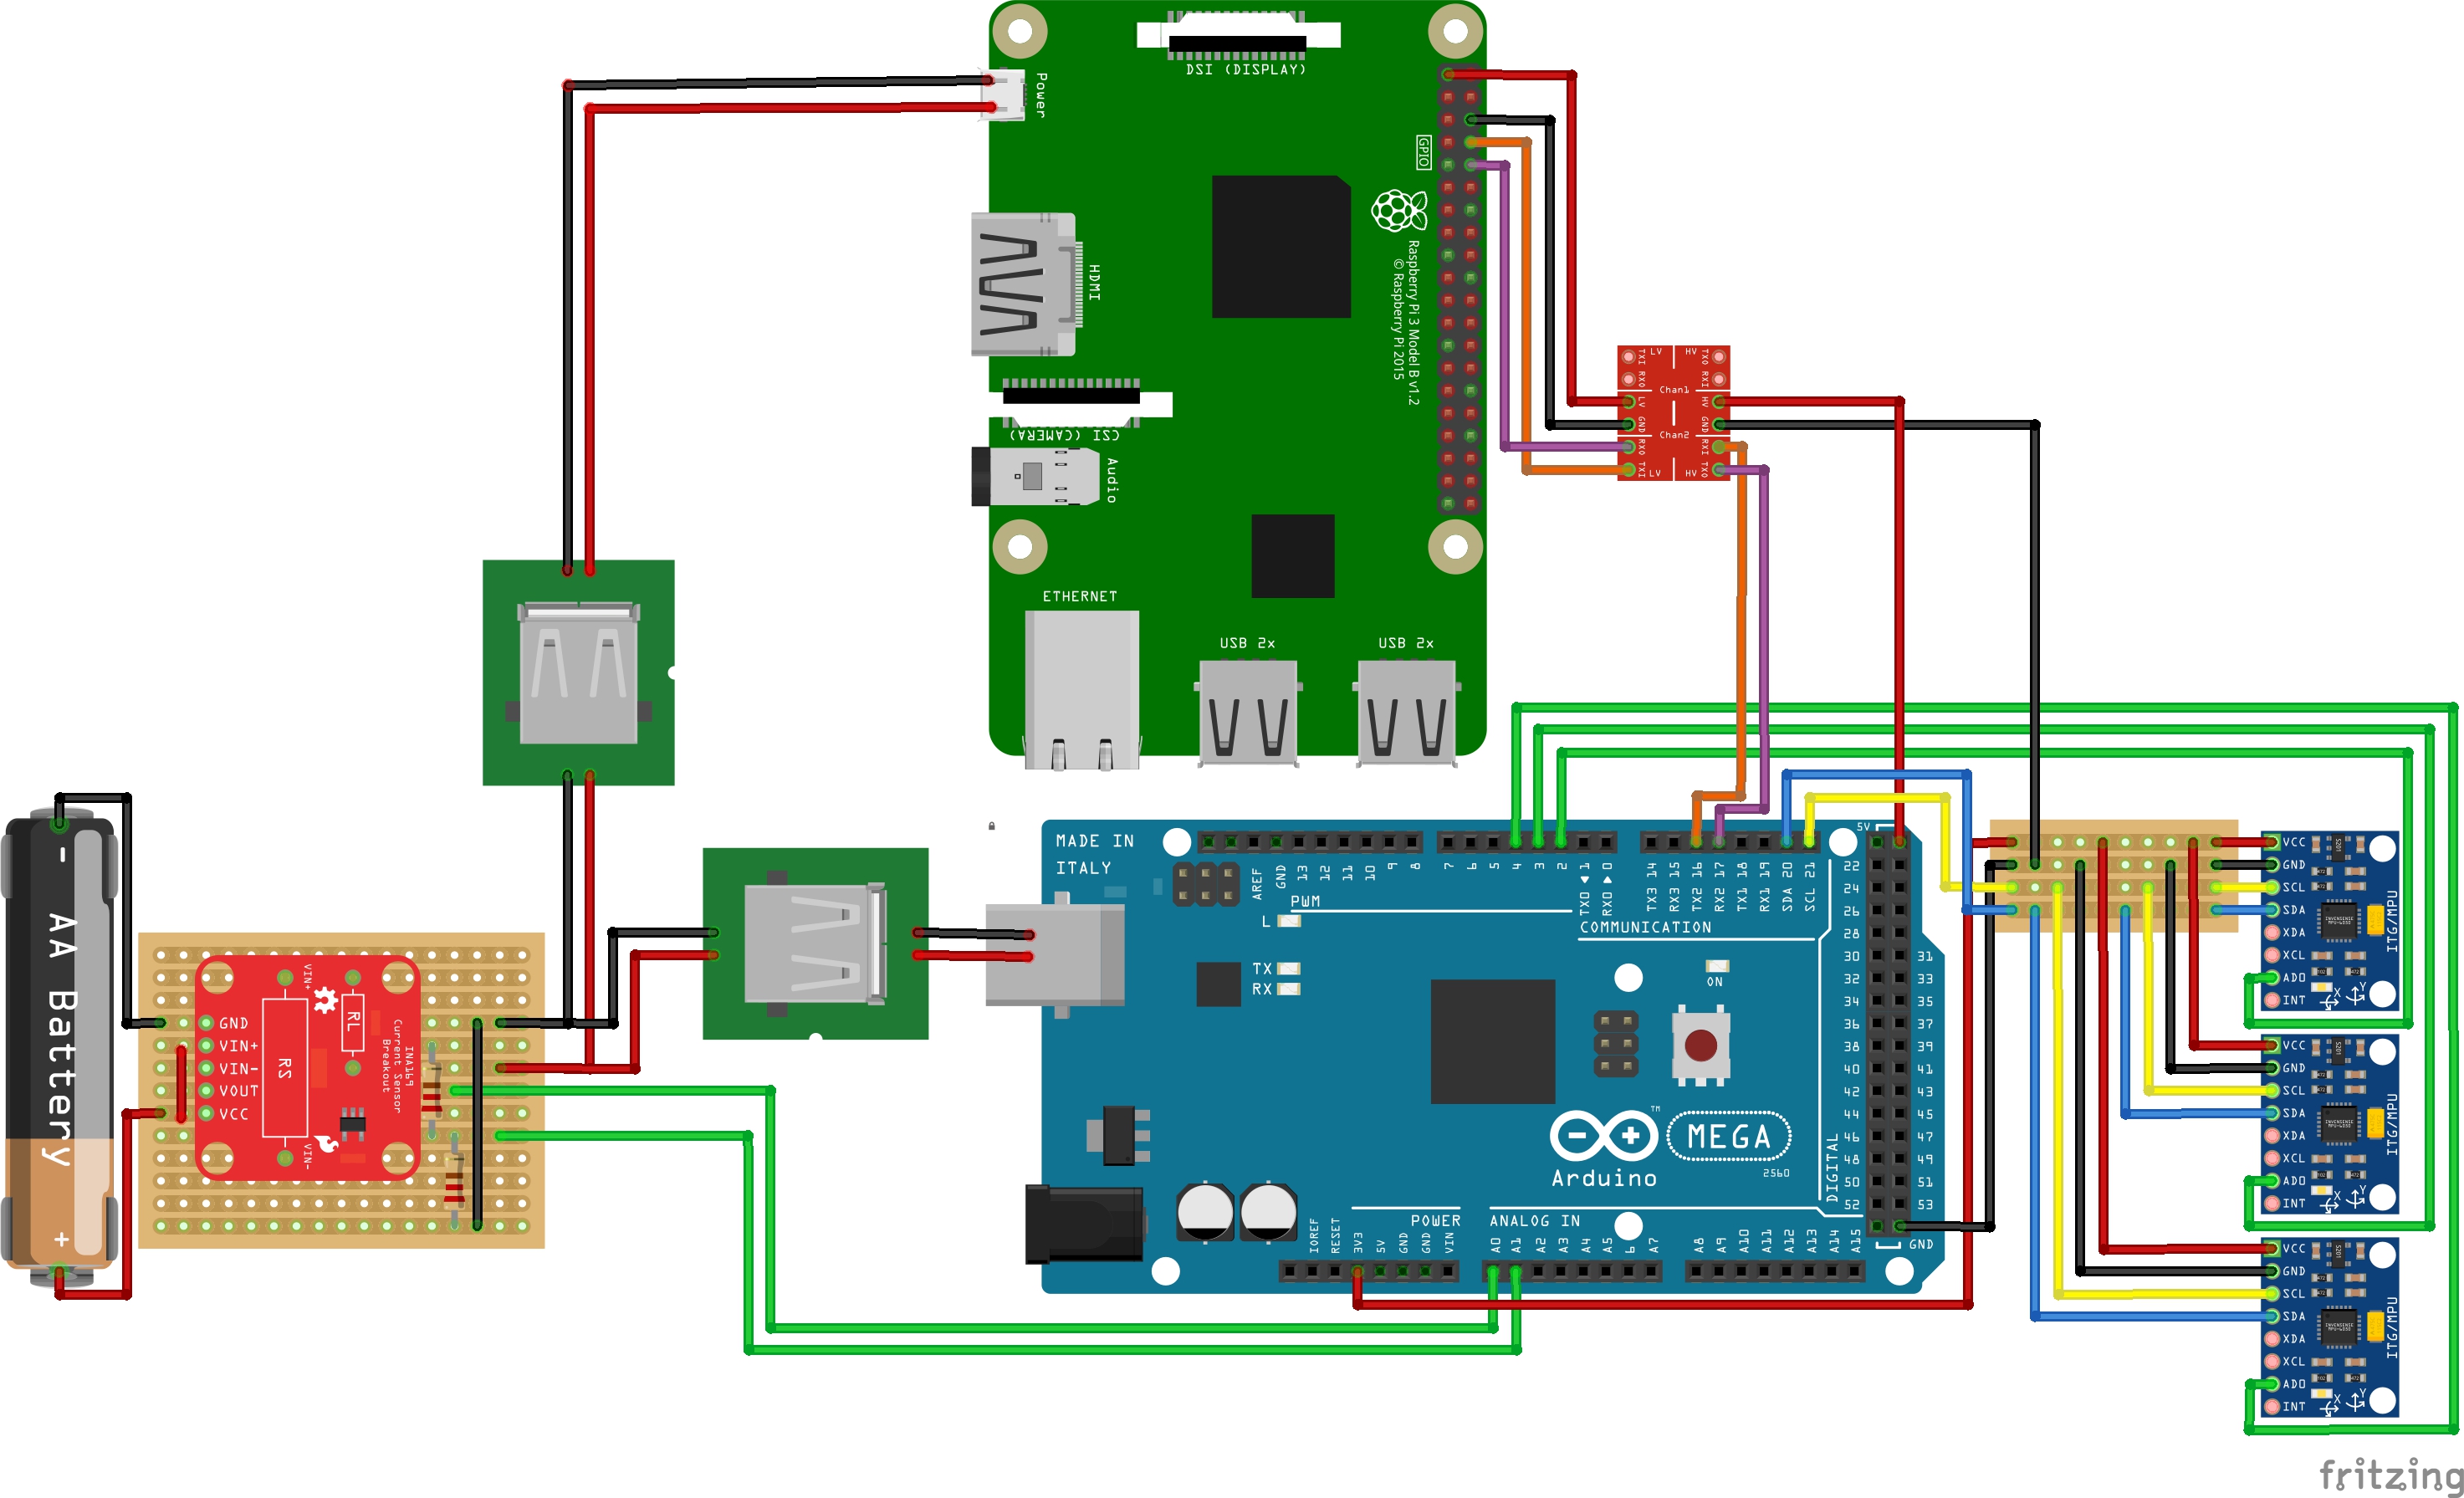 DSI (DISPLAY)
Power
GPIO
HDMI
Raspberry Pi 3 Model B v1.2
© Raspberry Pi 2015
CSI (CAMERA)
Audio
ETHERNET
USB 2x
USB 2x
LV
HV
TXI
TXO
RXO
RXI
Chan1
LV
HV
GND
GND
Chan2
RXO
RXI
TXI
TXO
LV
HV
- AA Battery +
GND
VIN+
VIN-
VOUT
VCC
VIN+
VIN-
RS
RL
INA169
Current Sensor
Breakout
MADE IN
ITALY
AREF
GND
13
12
11
10
9
8
7
6
5
4
3
2
TX0 ▶ 1
RX0 ◀ 0
TX3 14
RX3 15
TX2 16
RX2 17
TX1 18
RX1 19
SDA 20
SCL 21
5V
PWM
L
COMMUNICATION
TX
RX
ON
22
24
26
28
30 31
32 33
34 35
36 37
38 39
40 41
42 43
44 45
46 47
48 49
50 51
52 53
DIGITAL
GND
MEGA
TM
2560
Arduino
POWER
ANALOG IN
IOREF
RESET
3V3
5V
GND
GND
VIN
A0
A1
A2
A3
A4
A5
6
A7
A8
A9
A10
A11
A12
A13
A14
A15
VCC
GND
SCL
SDA
XDA
XCL
ADO
INT
ITG/MPU
X
Y
VCC
GND
SCL
SDA
XDA
XCL
ADO
INT
ITG/MPU
X
Y
VCC
GND
SCL
SDA
XDA
XCL
ADO
INT
ITG/MPU
X
Y
fritzing